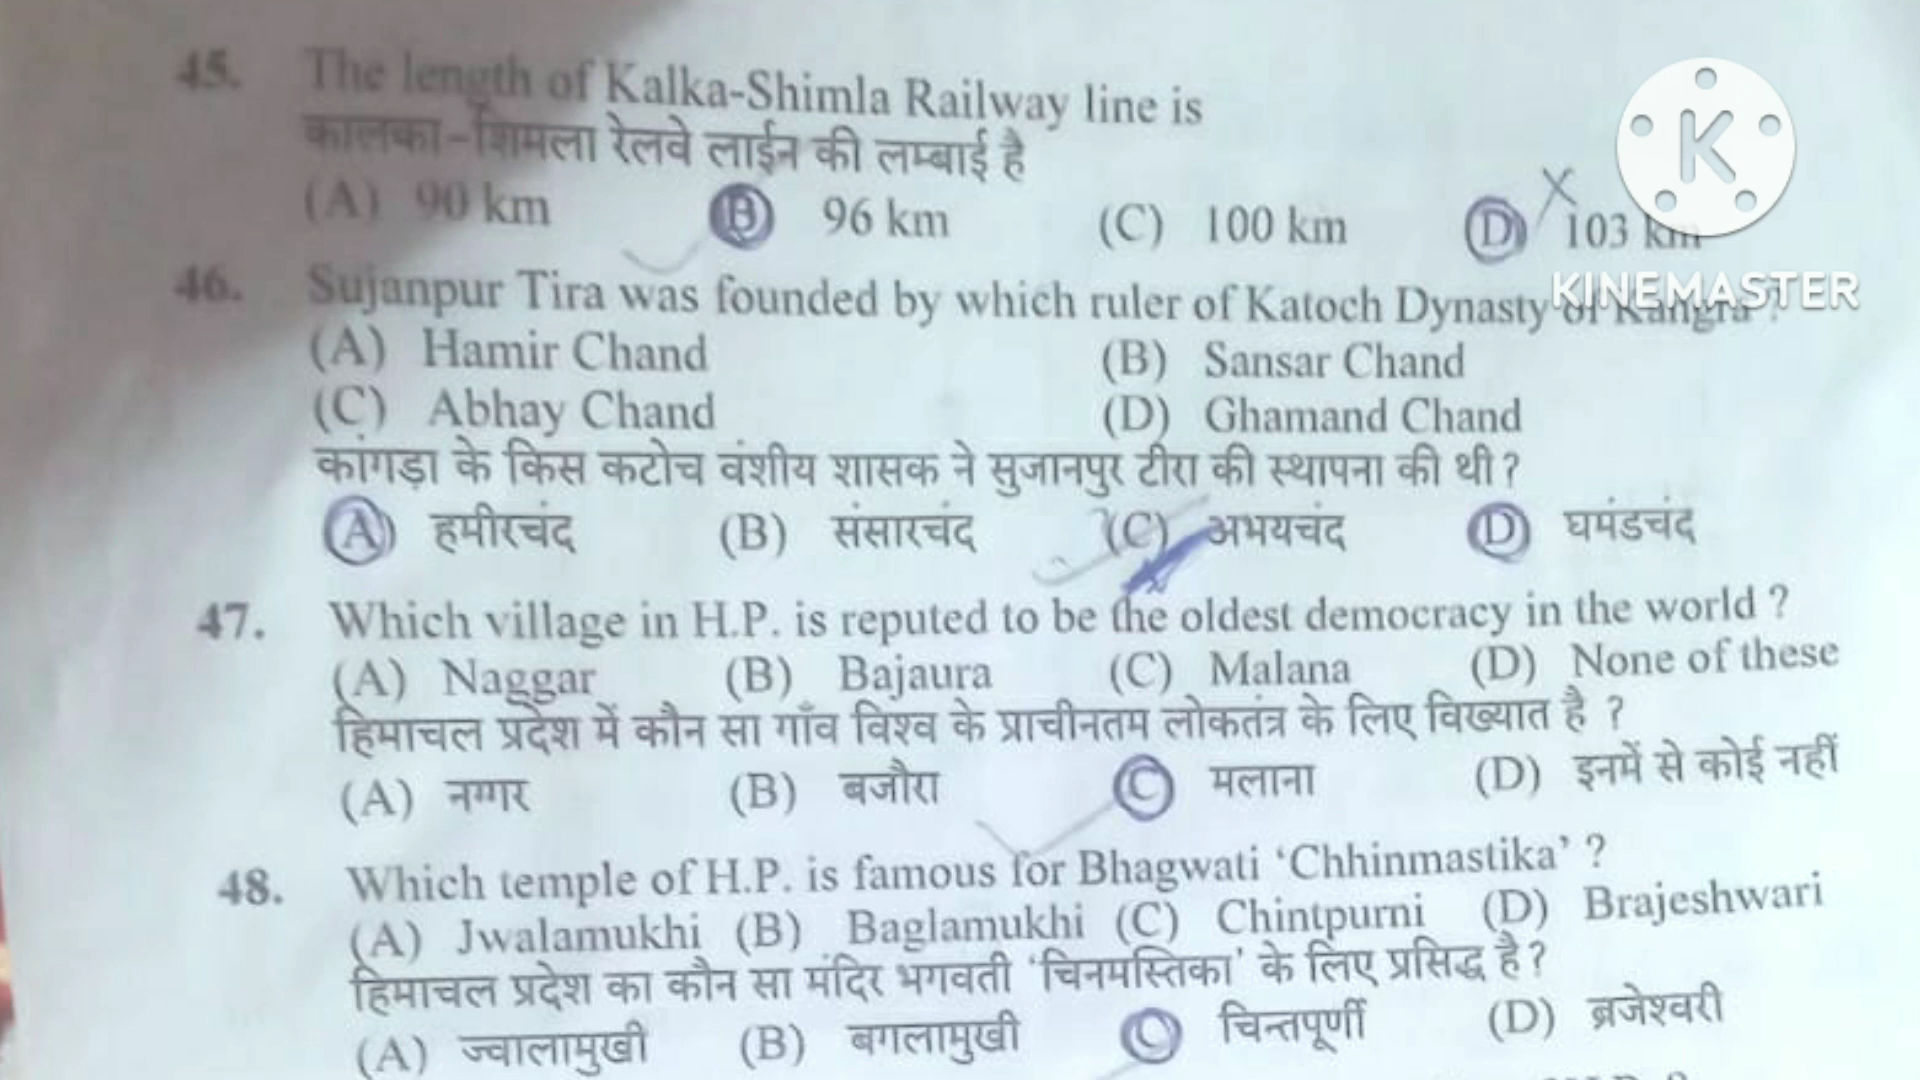 45. The length of Kalka-Shimla Railway line is
कालका-शिमला रेलवे लाईन की लम्बाई है
(A) 90 km (B) 96 km (C) 100 km (D) 103 km
K
KINEMASTER
46. Sujanpur Tira was founded by which ruler of Katoch Dynasty of Kangra ?
(A) Hamir Chand (B) Sansar Chand
(C) Abhay Chand (D) Ghamand Chand
कांगड़ा के किस कटोच वंशीय शासक ने सुजानपुर टीरा की स्थापना की थी ?
(A) हमीरचंद (B) संसारचंद (C) अभयचंद (D) घमंडचंद
47. Which village in H.P. is reputed to be the oldest democracy in the world ?
(A) Naggar (B) Bajaura (C) Malana (D) None of these
हिमाचल प्रदेश में कौन सा गाँव विश्व के प्राचीनतम लोकतंत्र के लिए विख्यात है ?
(A) नग्गर (B) बजौरा (C) मलाना (D) इनमें से कोई नहीं
48. Which temple of H.P. is famous for Bhagwati ‘Chhinmastika’ ?
(A) Jwalamukhi (B) Baglamukhi (C) Chintpurni (D) Brajeshwari
हिमाचल प्रदेश का कौन सा मंदिर भगवती ‘चिनमस्तिका’ के लिए प्रसिद्ध है ?
(A) ज्वालामुखी (B) बगलामुखी (C) चिन्तपूर्णी (D) ब्रजेश्वरी